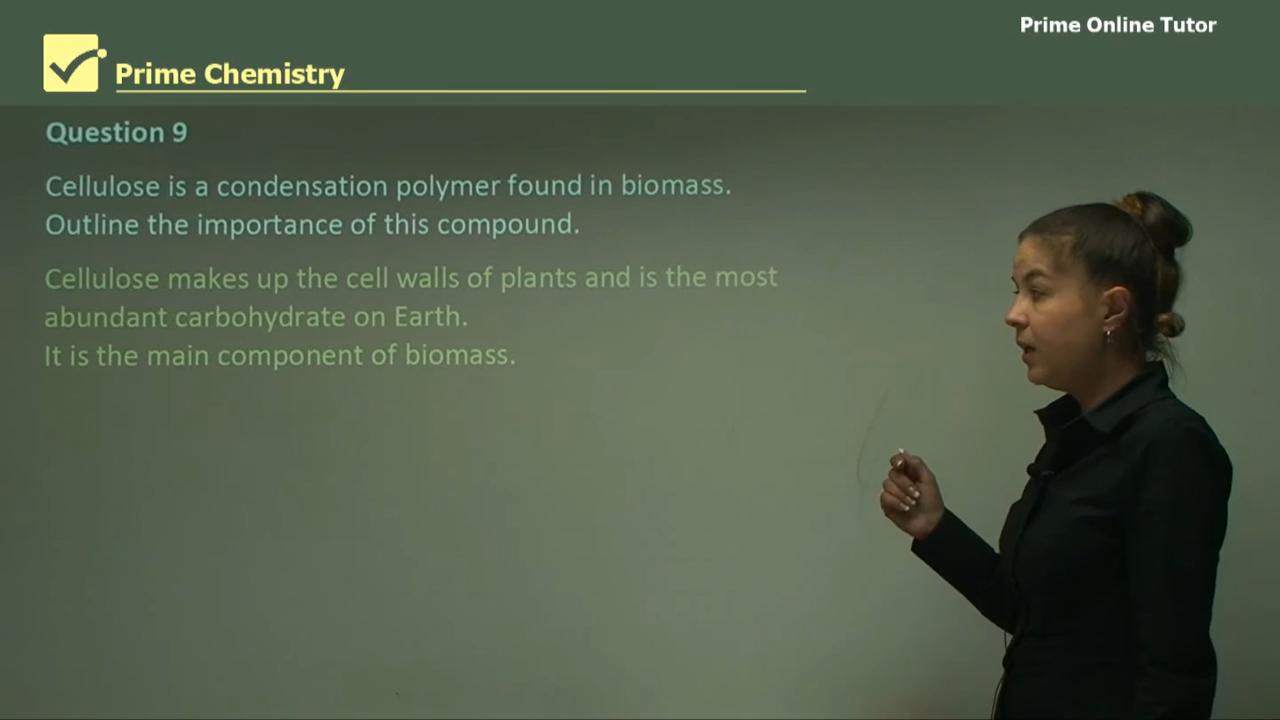 Prime Online Tutor
Prime Chemistry
Question 9
Cellulose is a condensation polymer found in biomass.
Outline the importance of this compound.
Cellulose makes up the cell walls of plants and is the most
abundant carbohydrate on Earth.
It is the main component of biomass.